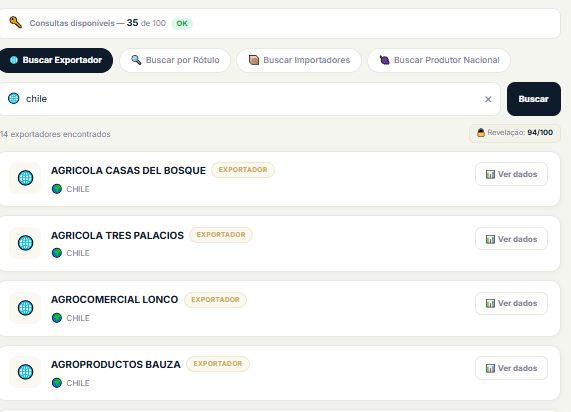 Consultas disponíveis — 35 de 100 OK
Buscar Exportador Buscar por Rótulo Buscar Importadores Buscar Produtor Nacional
chile × Buscar
14 exportadores encontrados Revelação: 94/100
AGRICOLA CASAS DEL BOSQUE EXPORTADOR Ver dados
CHILE
AGRICOLA TRES PALACIOS EXPORTADOR Ver dados
CHILE
AGROCOMERCIAL LONCO EXPORTADOR Ver dados
CHILE
AGROPRODUCTOS BAUZA EXPORTADOR Ver dados
CHILE